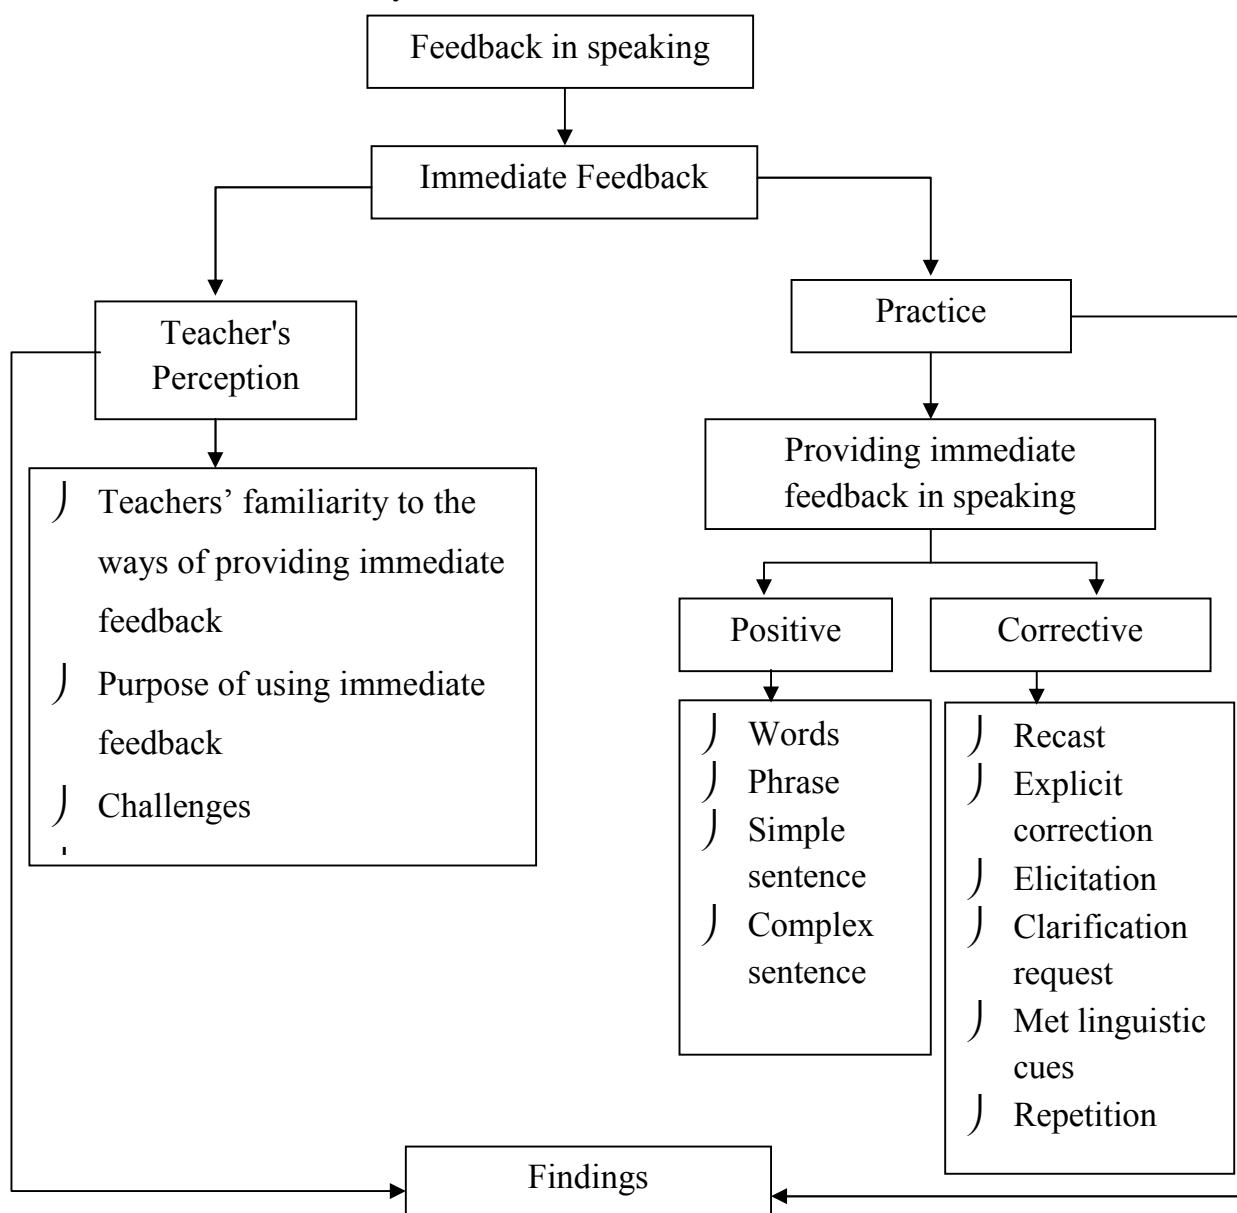 Feedback in speaking
Immediate Feedback
Teacher's
Perception
Practice
Teachers’ familiarity to the
ways of providing immediate
feedback
Purpose of using immediate
feedback
Challenges
Providing immediate
feedback in speaking
Positive
Corrective
Words
Phrase
Simple
sentence
Complex
sentence
Recast
Explicit
correction
Elicitation
Clarification
request
Met linguistic
cues
Repetition
Findings